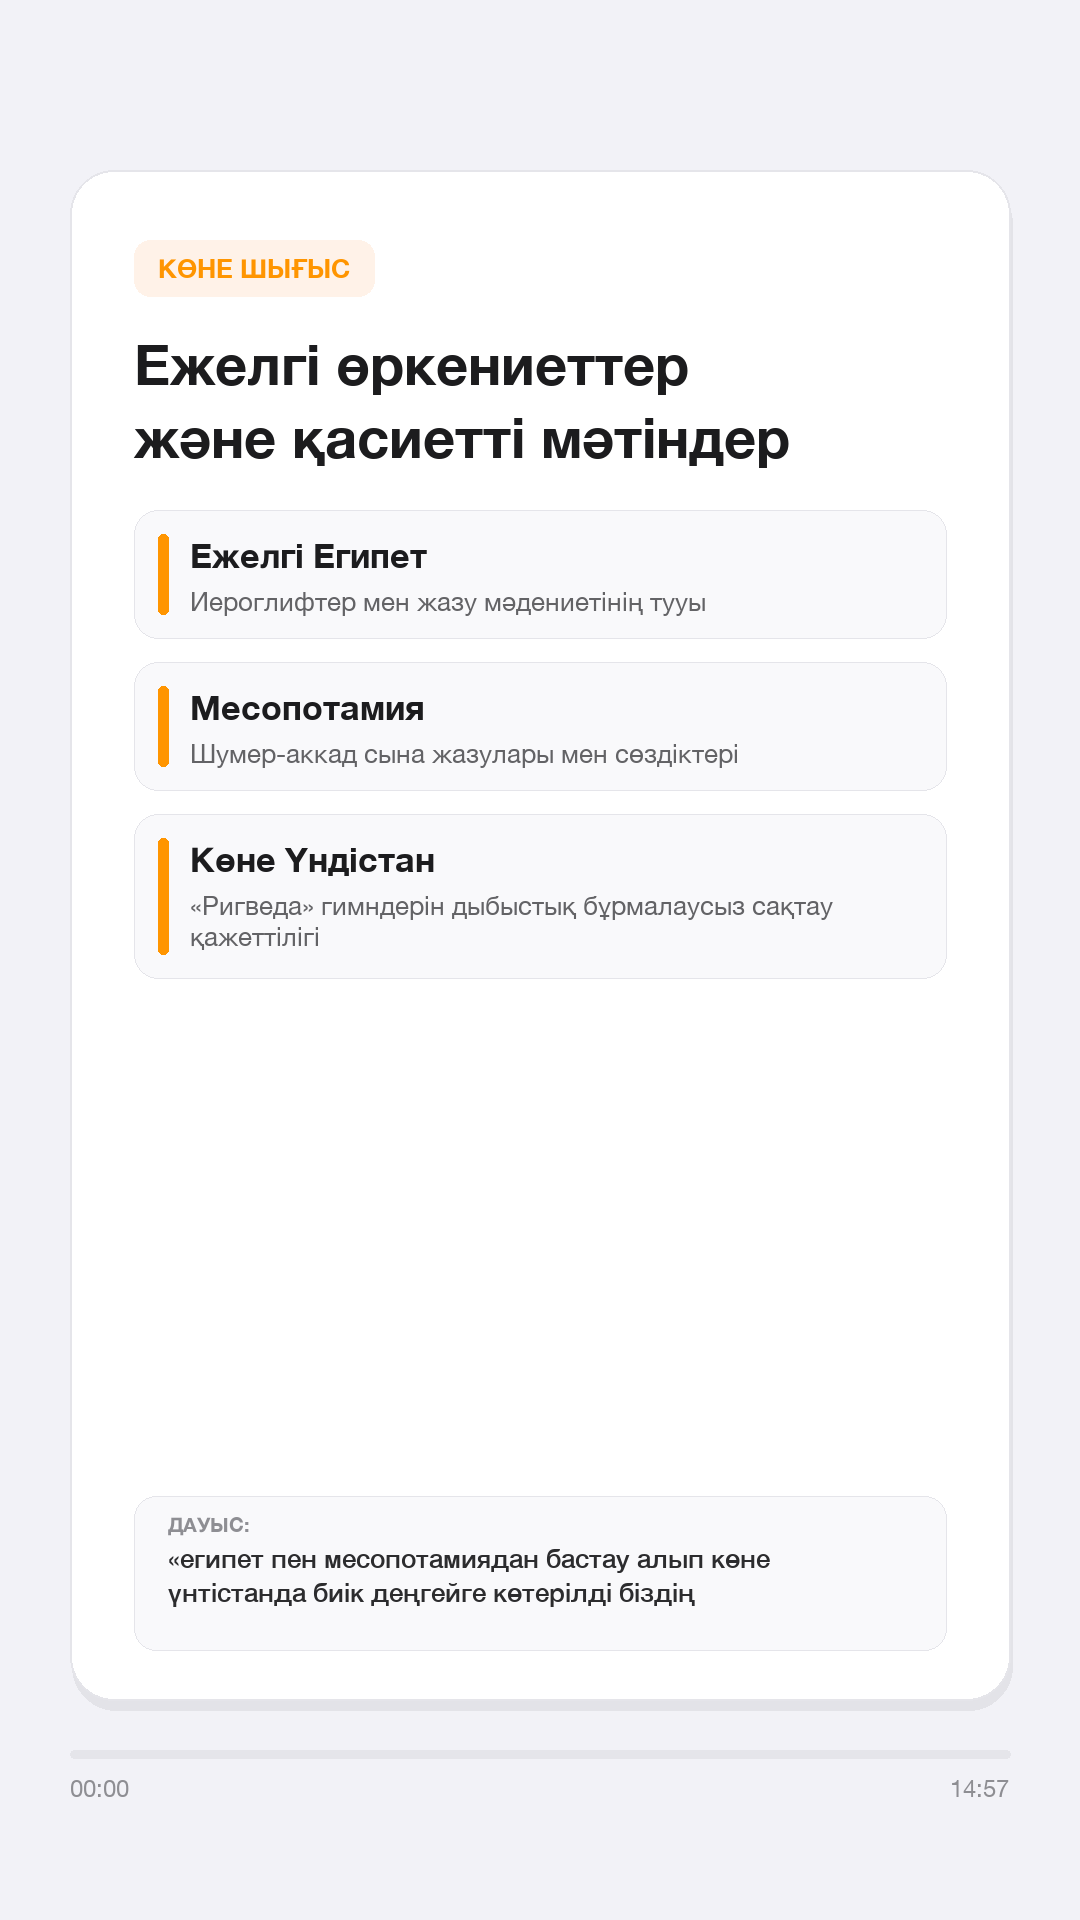 КӨНЕ ШЫҒЫС
Ежелгі өркениеттер
және қасиетті мәтіндер
Ежелгі Египет
Иероглифтер мен жазу мәдениетінің тууы
Месопотамия
Шумер-аккад сына жазулары мен сөздіктері
Көне Үндістан
«Ригведа» гимндерін дыбыстық бұрмалаусыз сақтау
қажеттілігі
ДАУЫС:
«египет пен месопотамиядан бастау алып көне
үнтістанда биік деңгейге көтерілді біздің
00:00
14:57